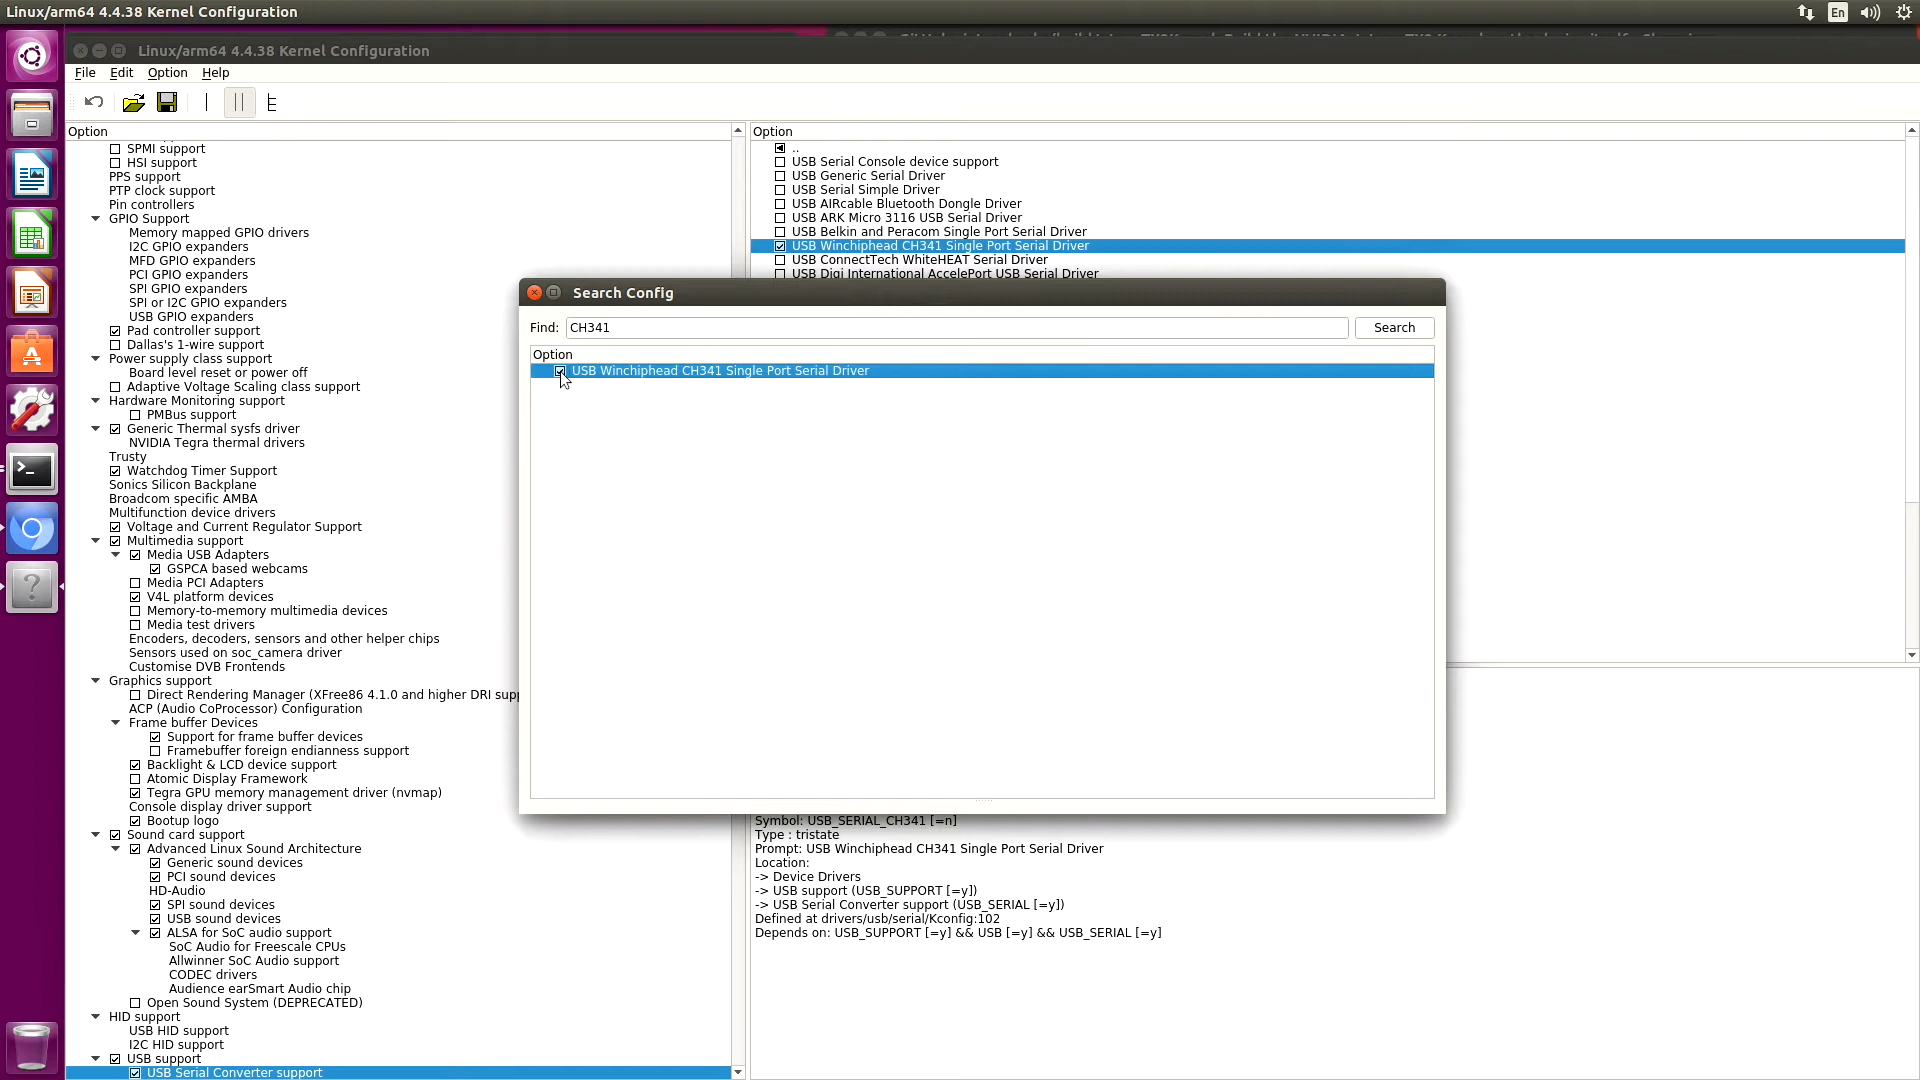 Linux/arm64 4.4.38 Kernel Configuration
En
Linux/arm64 4.4.38 Kernel Configuration
File Edit Option Help
Option
SPMI support
HSI support
PPS support
PTP clock support
Pin controllers
GPIO Support
Memory mapped GPIO drivers
I2C GPIO expanders
MFD GPIO expanders
PCI GPIO expanders
SPI GPIO expanders
SPI or I2C GPIO expanders
USB GPIO expanders
Pad controller support
Dallas's 1-wire support
Power supply class support
Board level reset or power off
Adaptive Voltage Scaling class support
Hardware Monitoring support
PMBus support
Generic Thermal sysfs driver
NVIDIA Tegra thermal drivers
Trusty
Watchdog Timer Support
Sonics Silicon Backplane
Broadcom specific AMBA
Multifunction device drivers
Voltage and Current Regulator Support
Multimedia support
Media USB Adapters
GSPCA based webcams
Media PCI Adapters
V4L platform devices
Memory-to-memory multimedia devices
Media test drivers
Encoders, decoders, sensors and other helper chips
Sensors used on soc_camera driver
Customise DVB Frontends
Graphics support
Direct Rendering Manager (XFree86 4.1.0 and higher DRI supp
ACP (Audio CoProcessor) Configuration
Frame buffer Devices
Support for frame buffer devices
Framebuffer foreign endianness support
Backlight & LCD device support
Atomic Display Framework
Tegra GPU memory management driver (nvmap)
Console display driver support
Bootup logo
Sound card support
Advanced Linux Sound Architecture
Generic sound devices
PCI sound devices
HD-Audio
SPI sound devices
USB sound devices
ALSA for SoC audio support
SoC Audio for Freescale CPUs
Allwinner SoC Audio support
CODEC drivers
Audience earSmart Audio chip
Open Sound System (DEPRECATED)
HID support
USB HID support
I2C HID support
USB support
USB Serial Converter support
Option
..
USB Serial Console device support
USB Generic Serial Driver
USB Serial Simple Driver
USB AIRcable Bluetooth Dongle Driver
USB ARK Micro 3116 USB Serial Driver
USB Belkin and Peracom Single Port Serial Driver
USB Winchiphead CH341 Single Port Serial Driver
USB ConnectTech WhiteHEAT Serial Driver
USB Digi International AccelePort USB Serial Driver
Search Config
Find: CH341 Search
Option
USB Winchiphead CH341 Single Port Serial Driver
Symbol: USB_SERIAL_CH341 [=n]
Type : tristate
Prompt: USB Winchiphead CH341 Single Port Serial Driver
Location:
-> Device Drivers
-> USB support (USB_SUPPORT [=y])
-> USB Serial Converter support (USB_SERIAL [=y])
Defined at drivers/usb/serial/Kconfig:102
Depends on: USB_SUPPORT [=y] && USB [=y] && USB_SERIAL [=y]